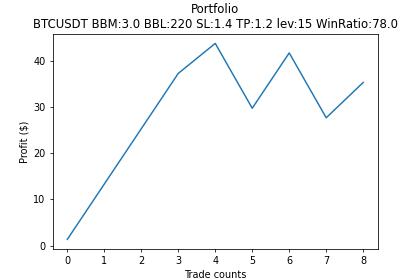 Portfolio
BTCUSDT BBM:3.0 BBL:220 SL:1.4 TP:1.2 lev:15 WinRatio:78.0
40
30
20
10
0
Profit ($)
0 1 2 3 4 5 6 7 8
Trade counts